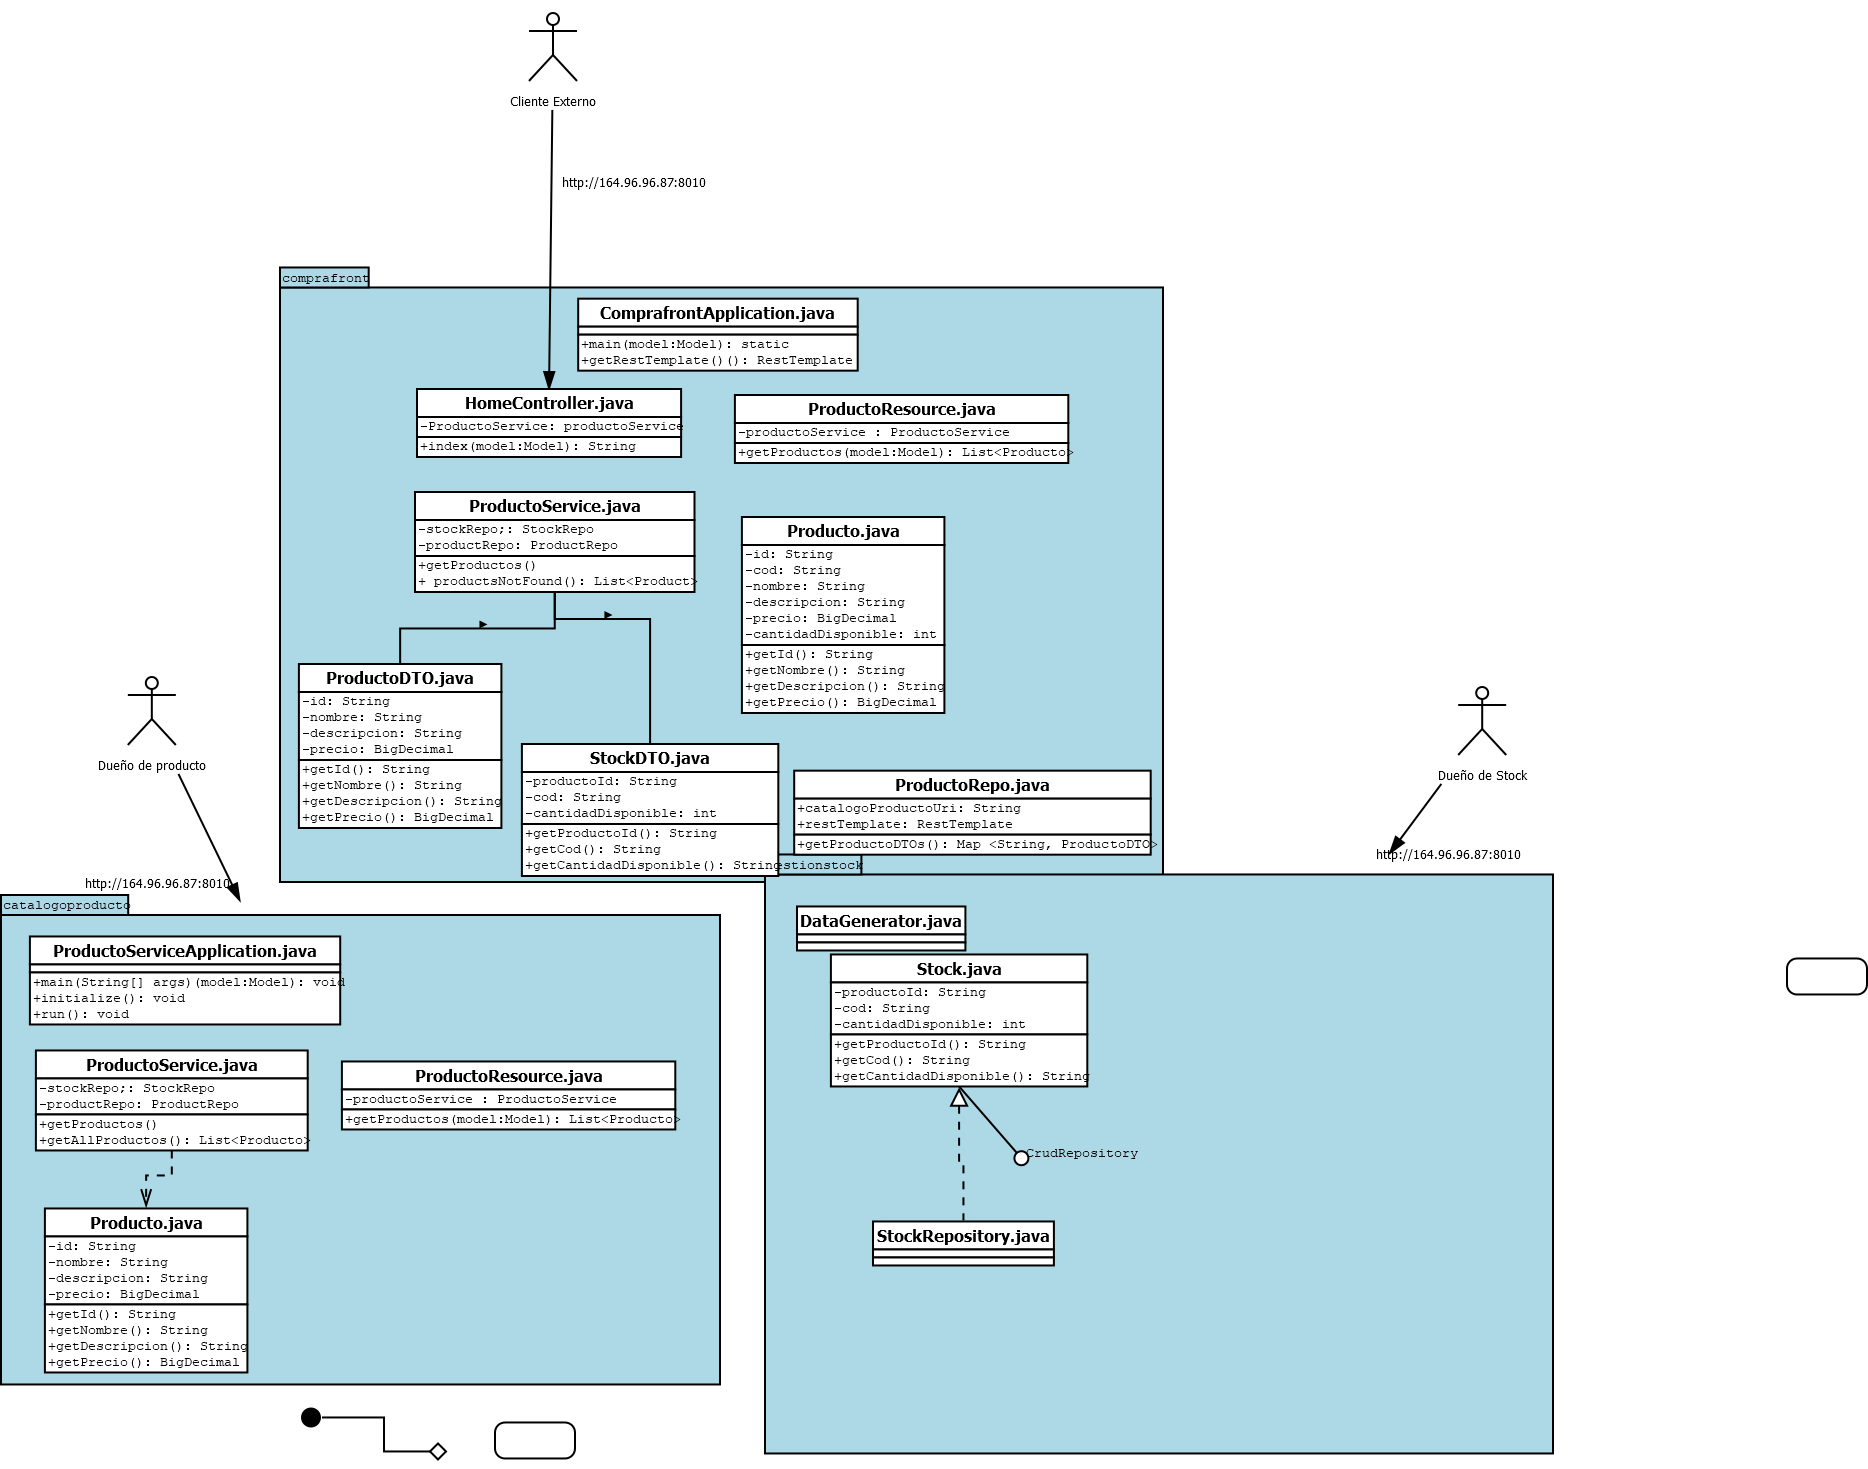 Cliente Externo
http://164.96.96.87:8010
comprafront
ComprafrontApplication.java
+main(model:Model): static
+getRestTemplate()(): RestTemplate
HomeController.java
-ProductoService: productoService
+index(model:Model): String
ProductoResource.java
-productoService : ProductoService
+getProductos(model:Model): List<Producto>
ProductoService.java
-stockRepo;: StockRepo
-productRepo: ProductRepo
+getProductos()
+ productsNotFound(): List<Product>
Producto.java
-id: String
-cod: String
-nombre: String
-descripcion: String
-precio: BigDecimal
-cantidadDisponible: int
+getId(): String
+getNombre(): String
+getDescripcion(): String
+getPrecio(): BigDecimal
ProductoDTO.java
-id: String
-nombre: String
-descripcion: String
-precio: BigDecimal
+getId(): String
+getNombre(): String
+getDescripcion(): String
+getPrecio(): BigDecimal
StockDTO.java
-productoId: String
-cod: String
-cantidadDisponible: int
+getProductoId(): String
+getCod(): String
+getCantidadDisponible(): String
ProductoRepo.java
+catalogoProductoUri: String
+restTemplate: RestTemplate
+getProductoDTOs(): Map <String, ProductoDTO>
Dueño de producto
http://164.96.96.87:8010
Dueño de Stock
http://164.96.96.87:8010
catalogoproducto
ProductoServiceApplication.java
+main(String[] args)(model:Model): void
+initialize(): void
+run(): void
ProductoService.java
-stockRepo;: StockRepo
-productRepo: ProductRepo
+getProductos()
+getAllProductos(): List<Producto>
ProductoResource.java
-productoService : ProductoService
+getProductos(model:Model): List<Producto>
Producto.java
-id: String
-nombre: String
-descripcion: String
-precio: BigDecimal
+getId(): String
+getNombre(): String
+getDescripcion(): String
+getPrecio(): BigDecimal
estionstock
DataGenerator.java
Stock.java
-productoId: String
-cod: String
-cantidadDisponible: int
+getProductoId(): String
+getCod(): String
+getCantidadDisponible(): String
CrudRepository
StockRepository.java